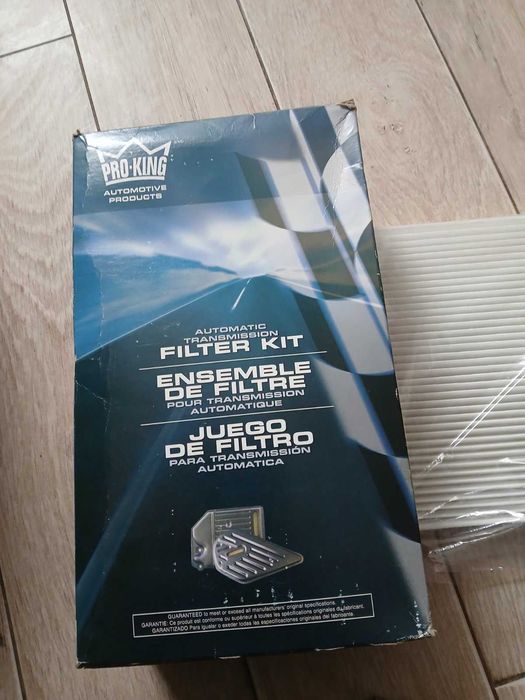 PRO·KING
AUTOMOTIVE
PRODUCTS
AUTOMATIC
TRANSMISSION
FILTER KIT
ENSEMBLE
DE FILTRE
POUR TRANSMISSION
AUTOMATIQUE
JUEGO
DE FILTRO
PARA TRANSMISSIÓN
AUTOMATICA
GUARANTEED to meet or exceed all manufacturers' original specifications.
GARANTIE: Ce produit est conforme ou supérieur à toutes les spécifications originales du fabricant.
GARANTIZADO Para igualar o exeder todas las especificaciones originales del fabricante.